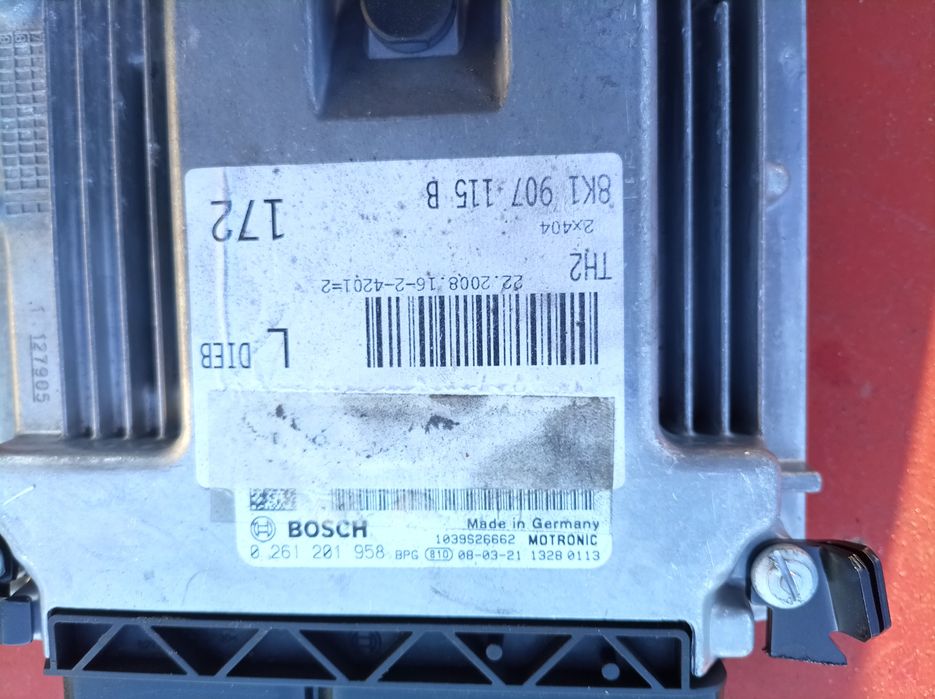 8K1 907 115 B
172
2x404
TH2
22.2008.16-2-4201=2
L
DIEB
BOSCH
Made in Germany
1039S26662 MOTRONIC
0 261 201 958 BPG 810 08-03-21 1328 0113
1 127905